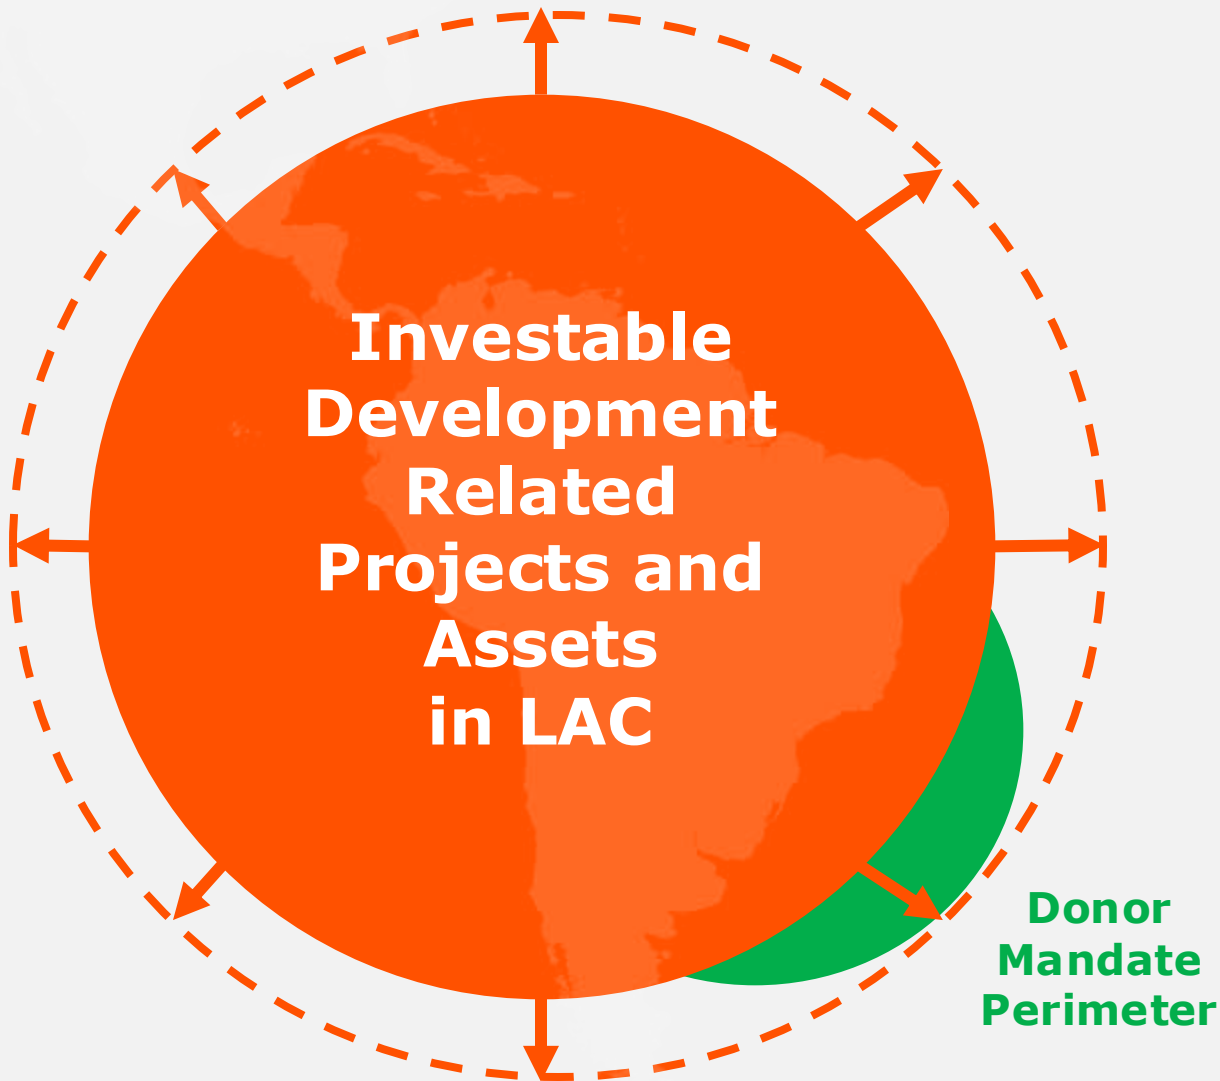 Investable
Development
Related
Projects and
Assets
in LAC
Donor
Mandate
Perimeter